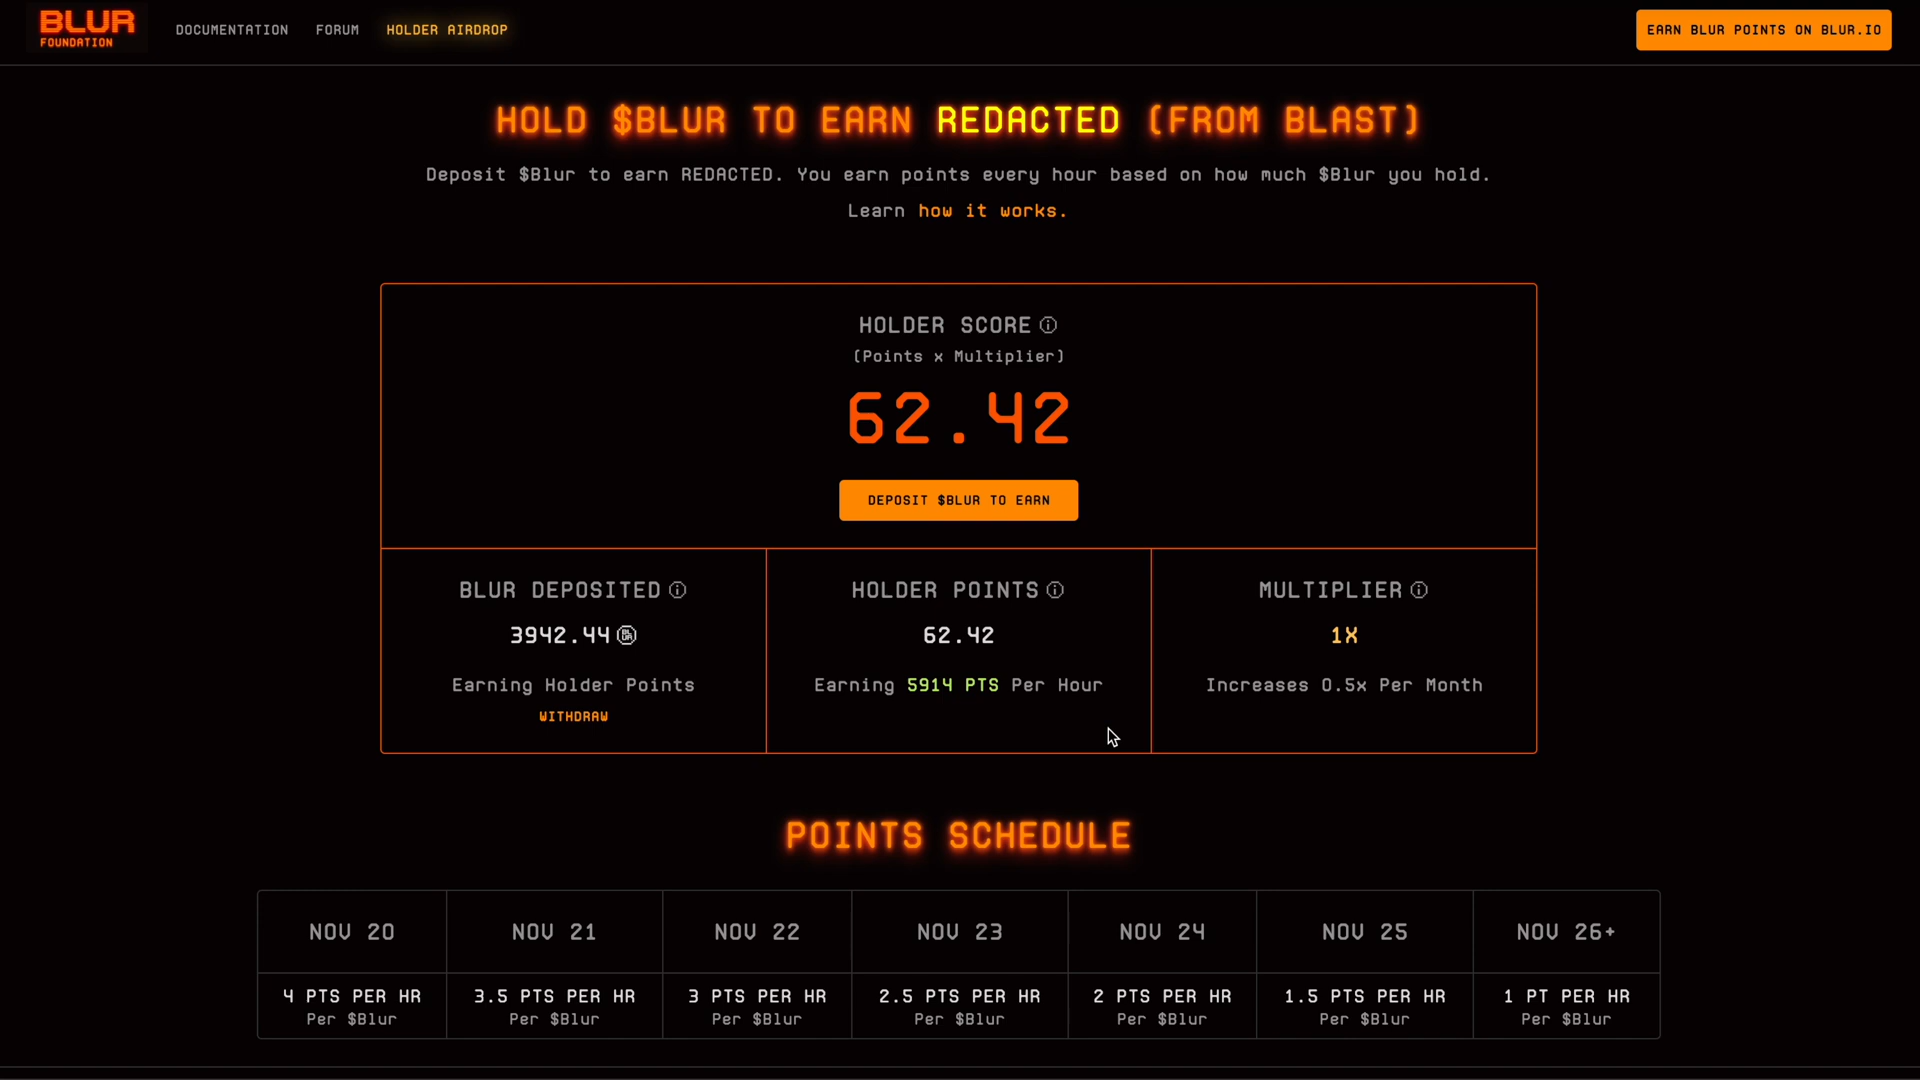 BLUR
FOUNDATION
DOCUMENTATION
FORUM
HOLDER AIRDROP
EARN BLUR POINTS ON BLUR.IO
HOLD $BLUR TO EARN REDACTED (FROM BLAST)
Deposit $Blur to earn REDACTED. You earn points every hour based on how much $Blur you hold.
Learn how it works.
HOLDER SCORE
(Points x Multiplier)
62.42
DEPOSIT $BLUR TO EARN
BLUR DEPOSITED
3942.44
Earning Holder Points
WITHDRAW
HOLDER POINTS
62.42
Earning 5914 PTS Per Hour
MULTIPLIER
1X
Increases 0.5x Per Month
POINTS SCHEDULE
NOV 20
NOV 21
NOV 22
NOV 23
NOV 24
NOV 25
NOV 26+
4 PTS PER HR
Per $Blur
3.5 PTS PER HR
Per $Blur
3 PTS PER HR
Per $Blur
2.5 PTS PER HR
Per $Blur
2 PTS PER HR
Per $Blur
1.5 PTS PER HR
Per $Blur
1 PT PER HR
Per $Blur